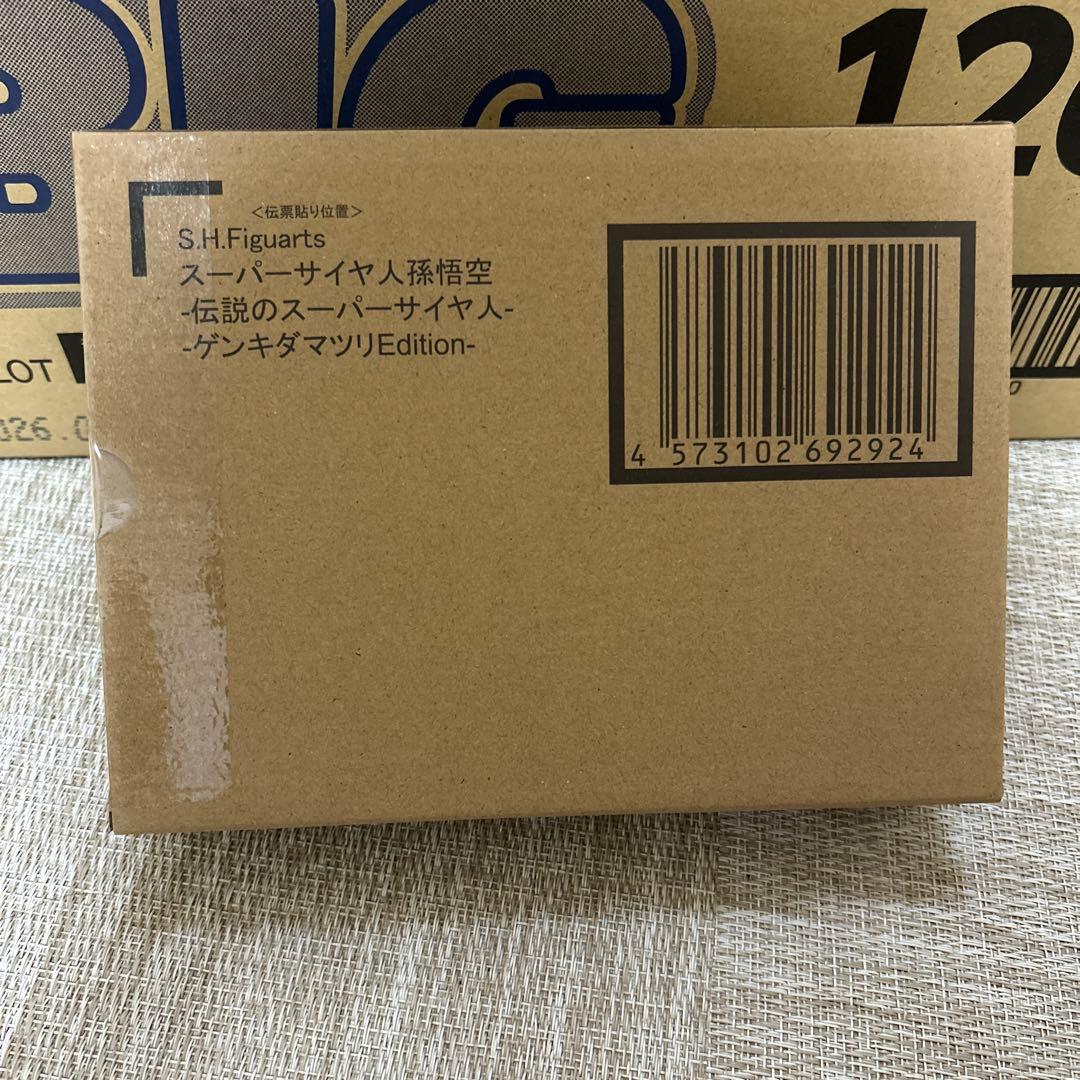 <伝票貼り位置>
S.H.Figuarts
スーパーサイヤ人孫悟空
-伝説のスーパーサイヤ人-
-ゲンキダマツリEdition-
4 573102 692924
LOT